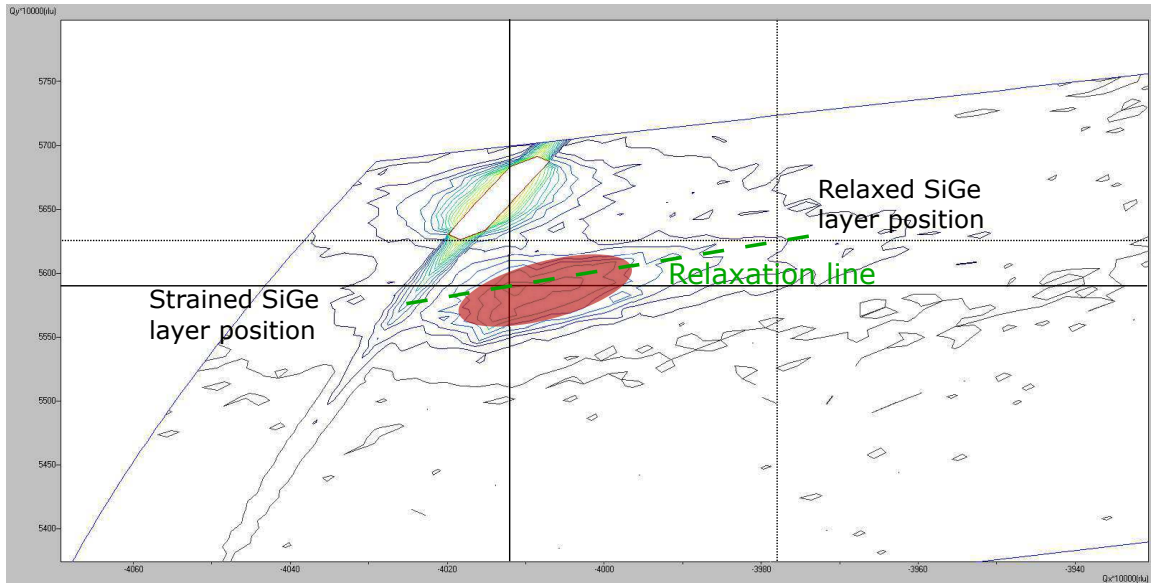 Qy*10000(rlu)
5750
5700
Relaxed SiGe
layer position
5650
5600
Relaxation line
Strained SiGe
layer position
5550
5500
5450
5400
-4060
-4040
-4020
-4000
-3980
-3960
-3940
Qx*10000(rlu)